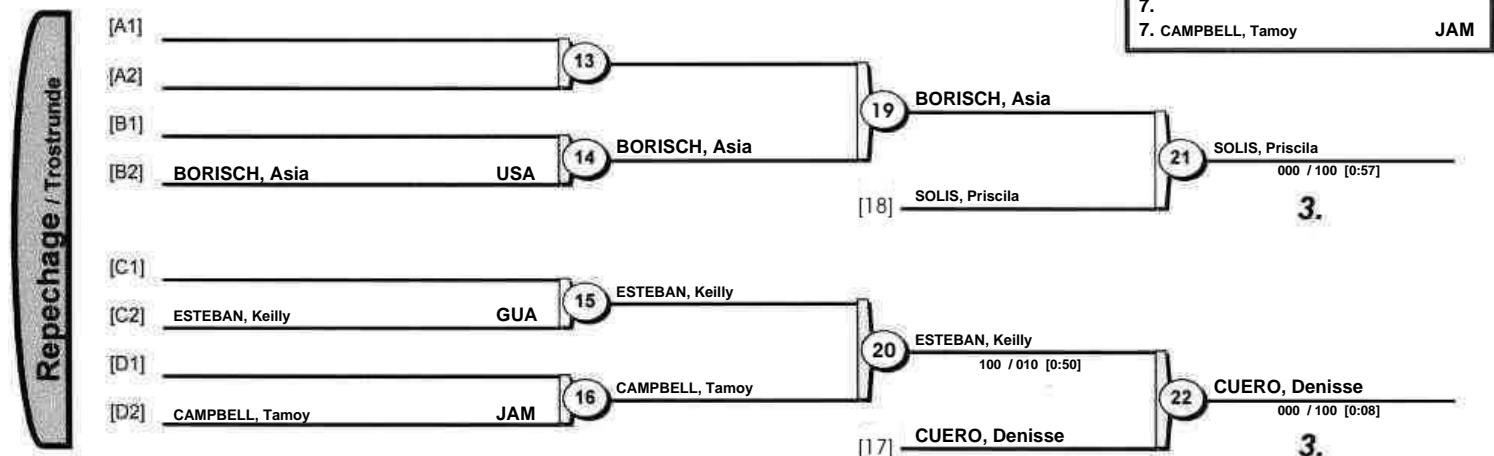 7.
7. CAMPBELL, Tamoy JAM
Repechage / Trostrunde
[A1]
13
[A2]
19 BORISCH, Asia
[B1]
14 BORISCH, Asia
21 SOLIS, Priscila
000 / 100 [0:57]
[B2] BORISCH, Asia USA
[18] SOLIS, Priscila
3.
[C1]
15 ESTEBAN, Keilly
[C2] ESTEBAN, Keilly GUA
20 ESTEBAN, Keilly
100 / 010 [0:50]
[D1]
16 CAMPBELL, Tamoy
22 CUERO, Denisse
000 / 100 [0:08]
[D2] CAMPBELL, Tamoy JAM
[17] CUERO, Denisse
3.